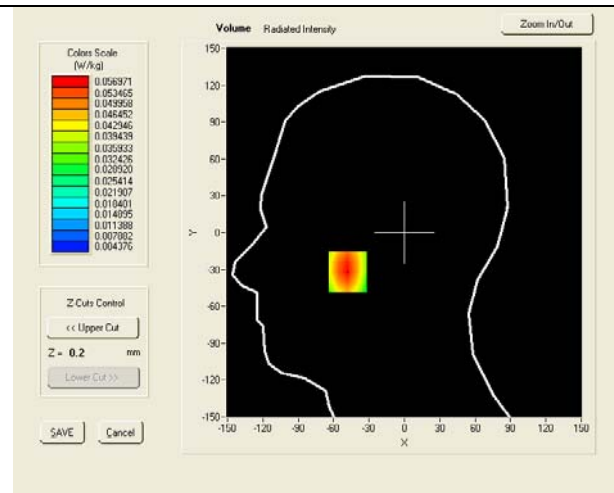 Volume Radiated Intensity
Zoom In/Out
Colors Scale
(W/kg)
0.056971
0.053465
0.049958
0.046452
0.042946
0.039439
0.035933
0.032426
0.028920
0.025414
0.021907
0.018401
0.014895
0.011388
0.007882
0.004376
Z-Cuts Control
<< Upper Cut
Z = 0.2 mm
Lower Cut >>
SAVE Cancel
150
120
90
60
30
0
-30
-60
-90
-120
-150
Y
-150 -120 -90 -60 -30 0 30 60 90 120 150
X